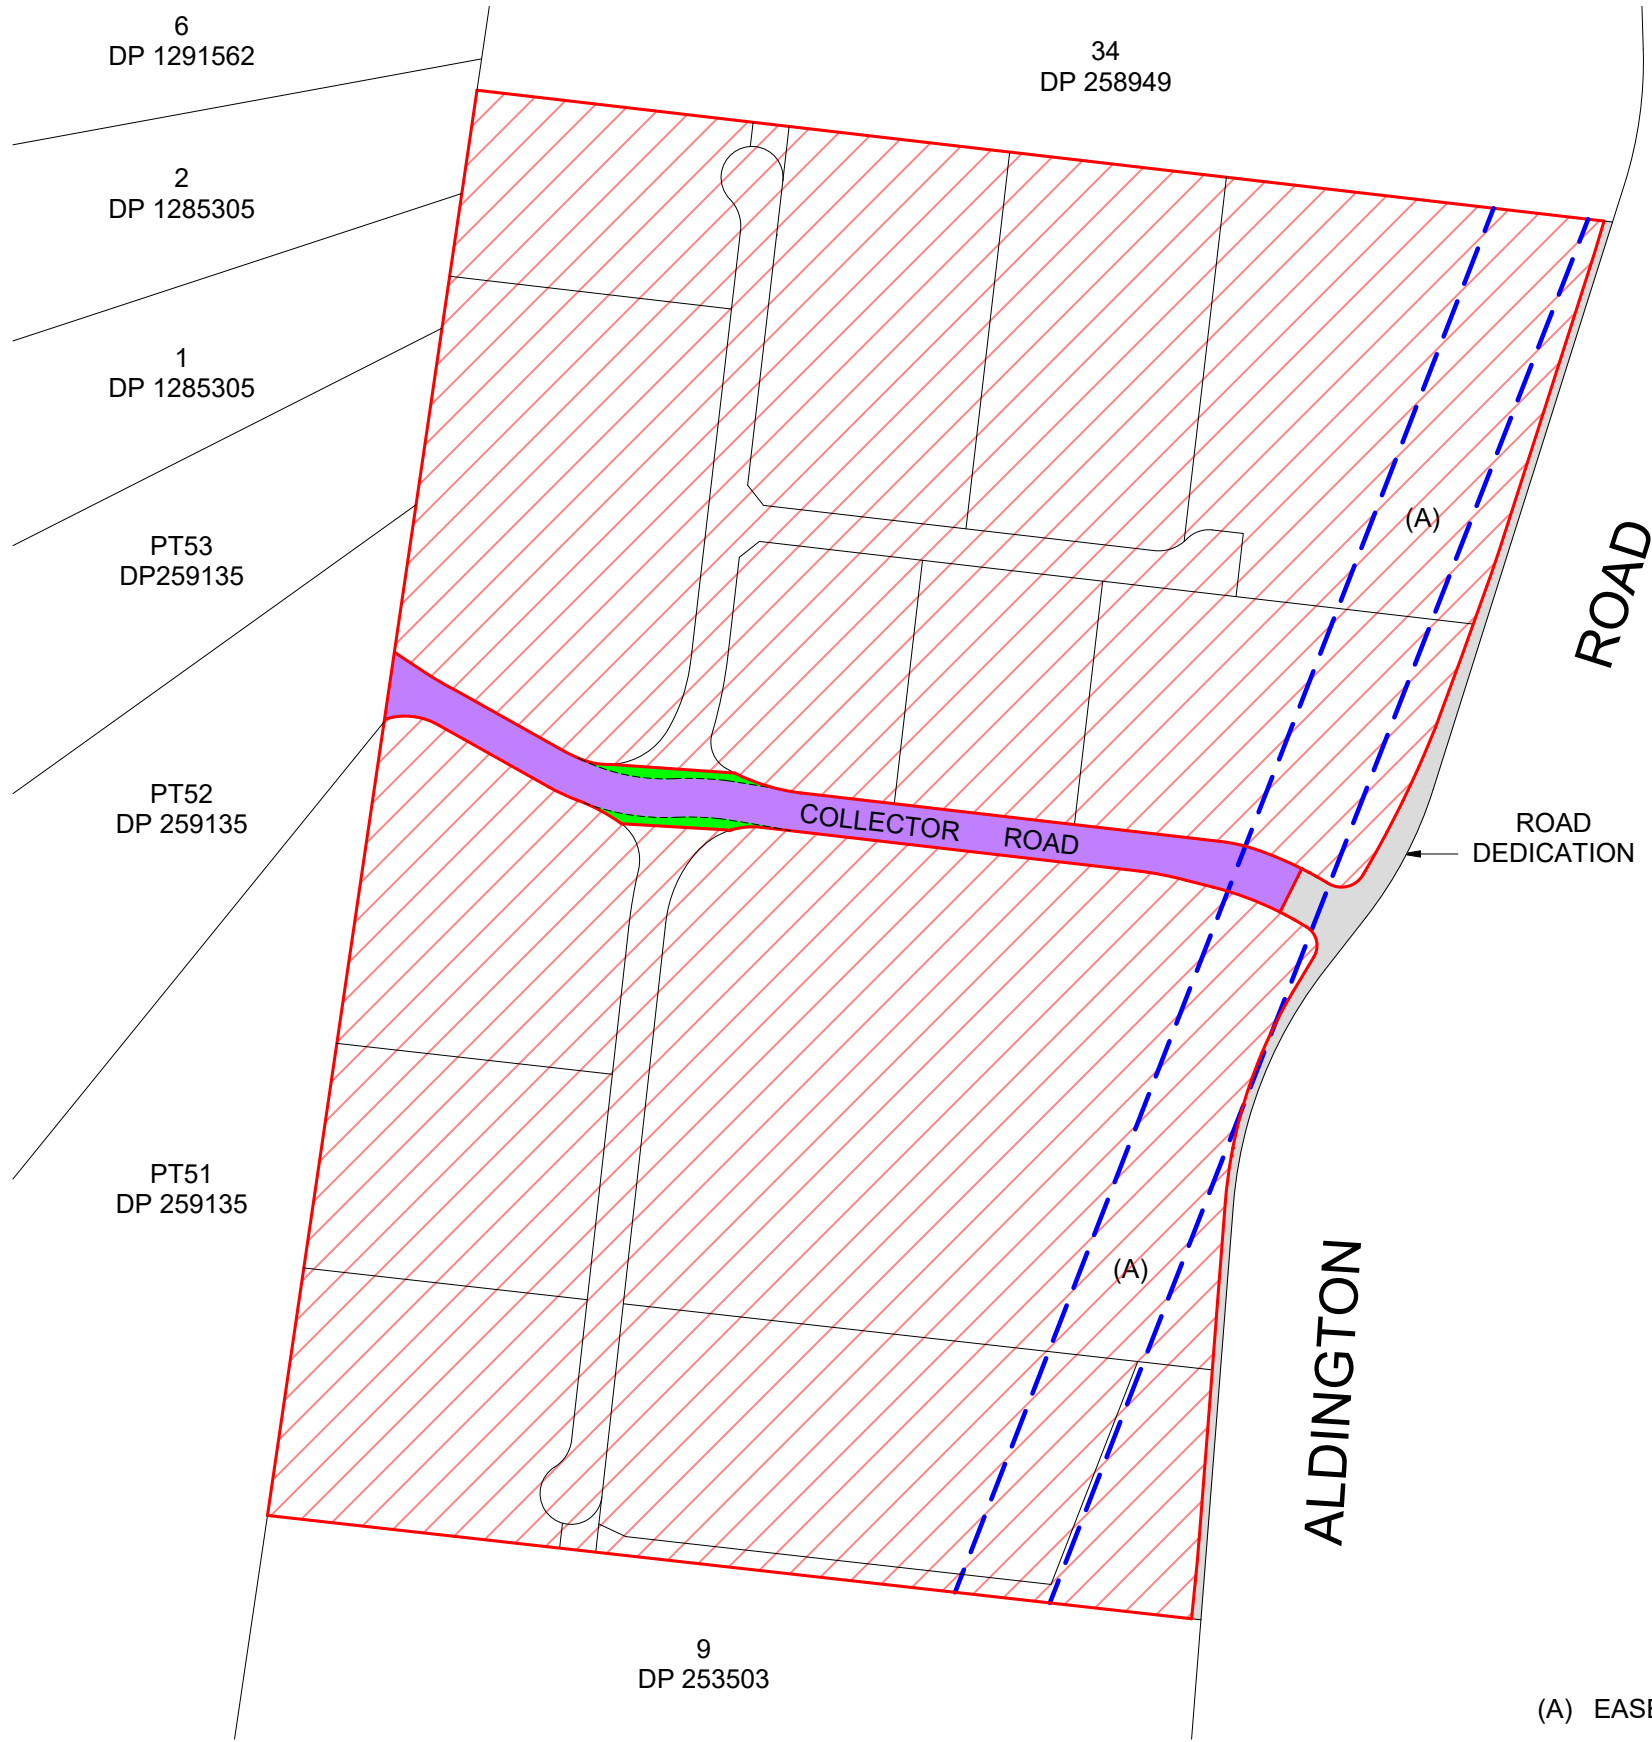 6
DP 1291562
34
DP 258949
2
DP 1285305
1
DP 1285305
(A)
PT53
DP259135
ROAD
PT52
DP 259135
COLLECTOR ROAD
ROAD
DEDICATION
PT51
DP 259135
(A)
ALDINGTON
9
DP 253503
(A) EASE